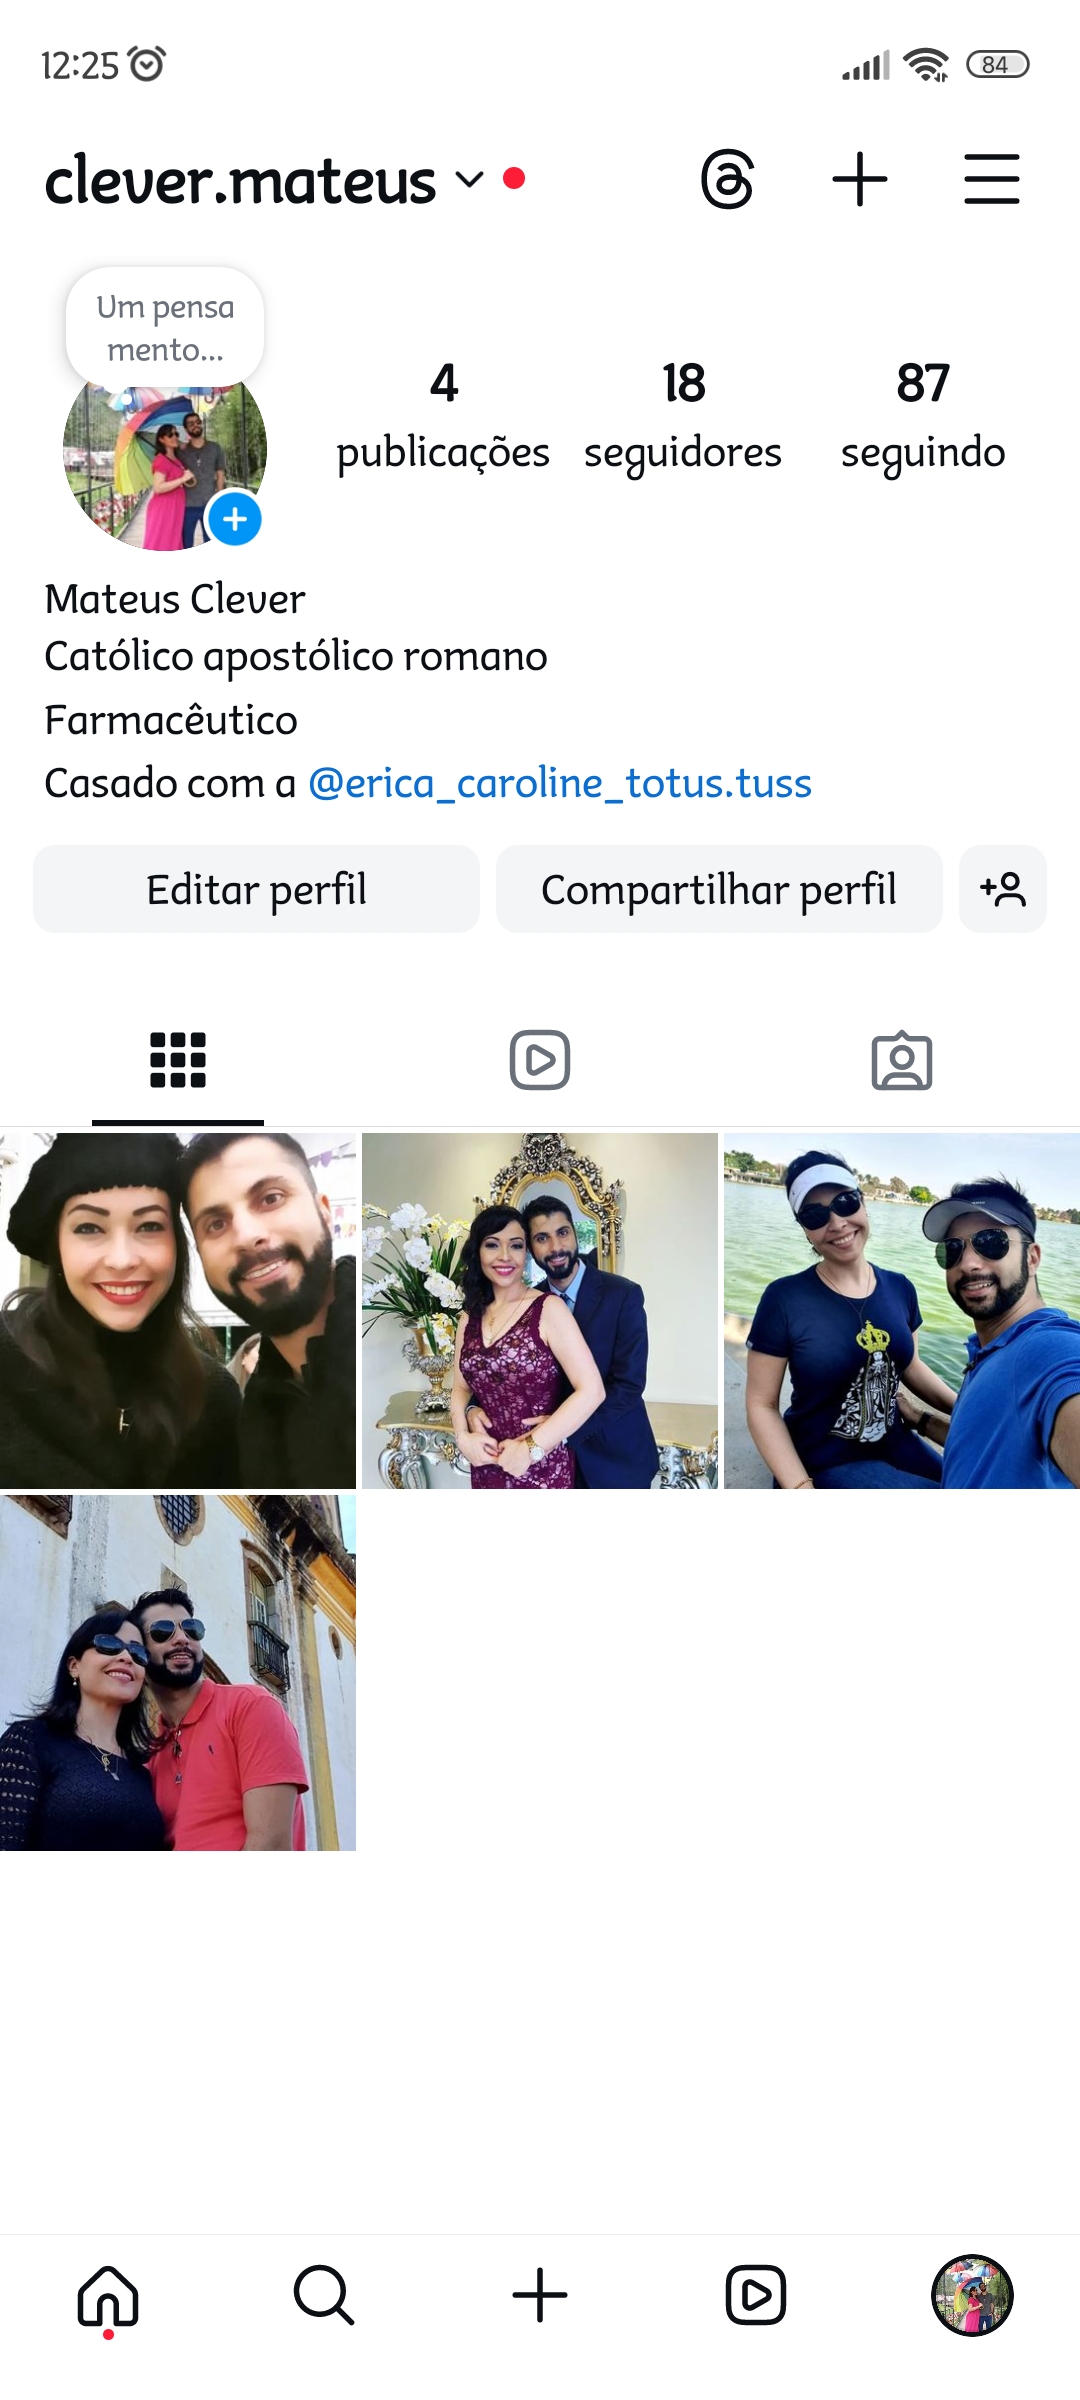 12:25
84
clever.mateus
Um pensa
mento...
4
18
87
publicações
seguidores
seguindo
Mateus Clever
Católico apostólico romano
Farmacêutico
Casado com a @erica_caroline_totus.tuss
Editar perfil
Compartilhar perfil